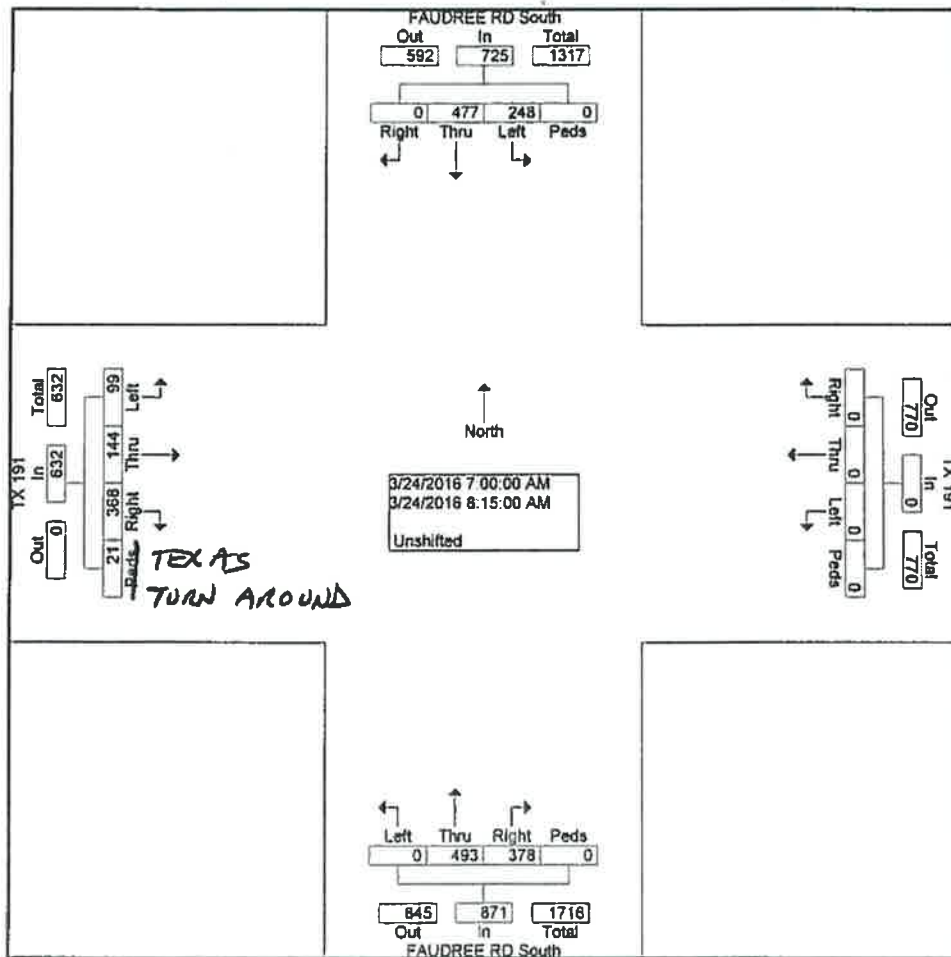 FAUDREE RD South
Out In Total
592 725 1317
0 477 248 0
Right Thru Left Peds
TX 191
Total In Out
632 632 0
99 144 368 21
Left Thru Right Peds
TEXAS
TURN AROUND
North
3/24/2016 7:00:00 AM
3/24/2016 8:15:00 AM
Unshifted
Right Thru Left Peds
0 0 0 0
Out In Total
770 0 770
TX 191
Left Thru Right Peds
0 493 378 0
845 871 1716
Out In Total
FAUDREE RD South